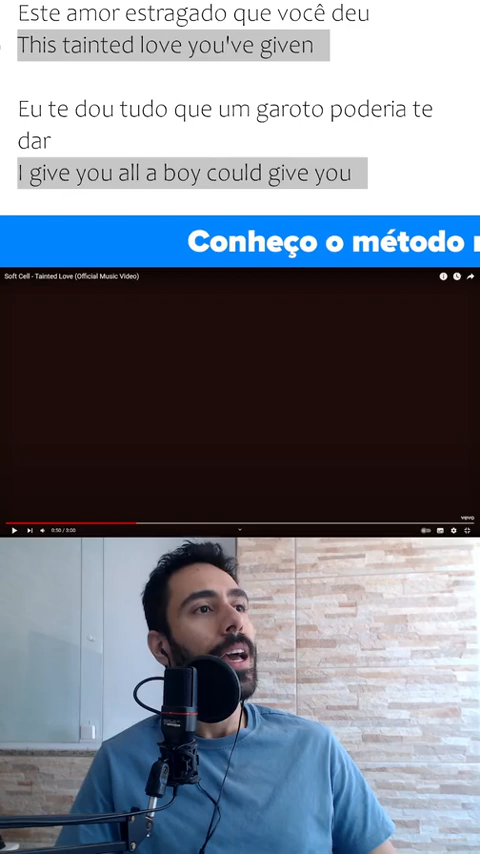 Este amor estragado que você deu
This tainted love you've given
Eu te dou tudo que um garoto poderia te
dar
I give you all a boy could give you
Conheço o método
Soft Cell - Tainted Love (Official Music Video)
vevo
0:50 / 3:00